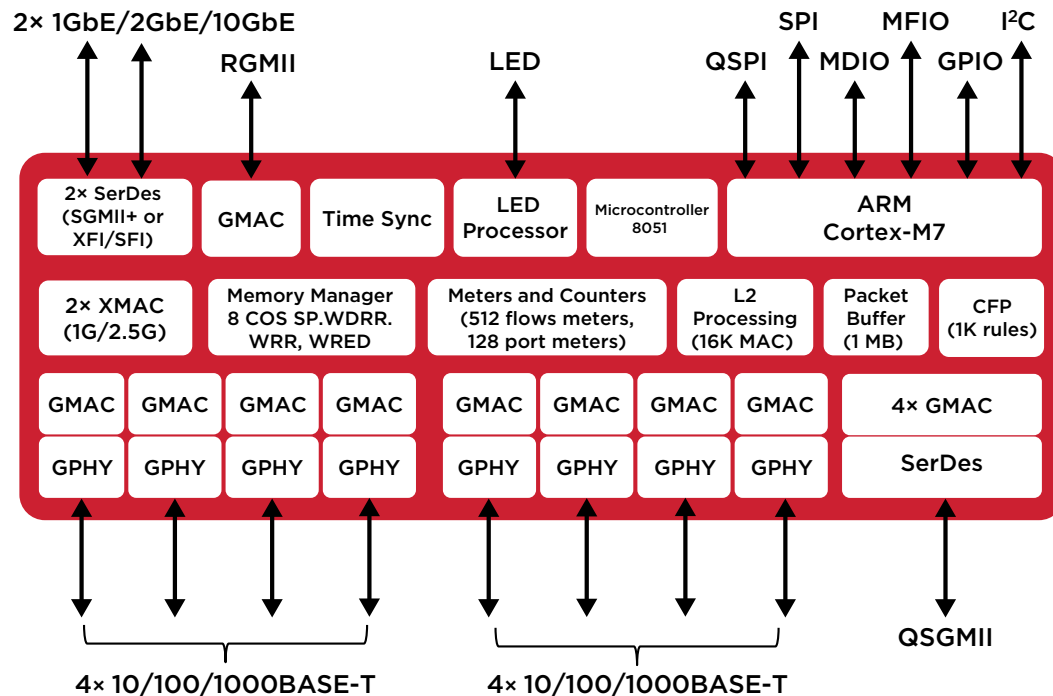 2× 1GbE/2GbE/10GbE
RGMII
LED
QSPI
SPI
MDIO
MFIO
GPIO
I²C
2× SerDes
(SGMII+ or
XFI/SFI)
GMAC
Time Sync
LED
Processor
Microcontroller
8051
ARM
Cortex-M7
2× XMAC
(1G/2.5G)
Memory Manager
8 COS SP.WDRR.
WRR, WRED
Meters and Counters
(512 flows meters,
128 port meters)
L2
Processing
(16K MAC)
Packet
Buffer
(1 MB)
CFP
(1K rules)
GMAC GMAC GMAC GMAC GMAC GMAC GMAC GMAC 4× GMAC
GPHY GPHY GPHY GPHY GPHY GPHY GPHY GPHY SerDes
QSGMII
4× 10/100/1000BASE-T 4× 10/100/1000BASE-T